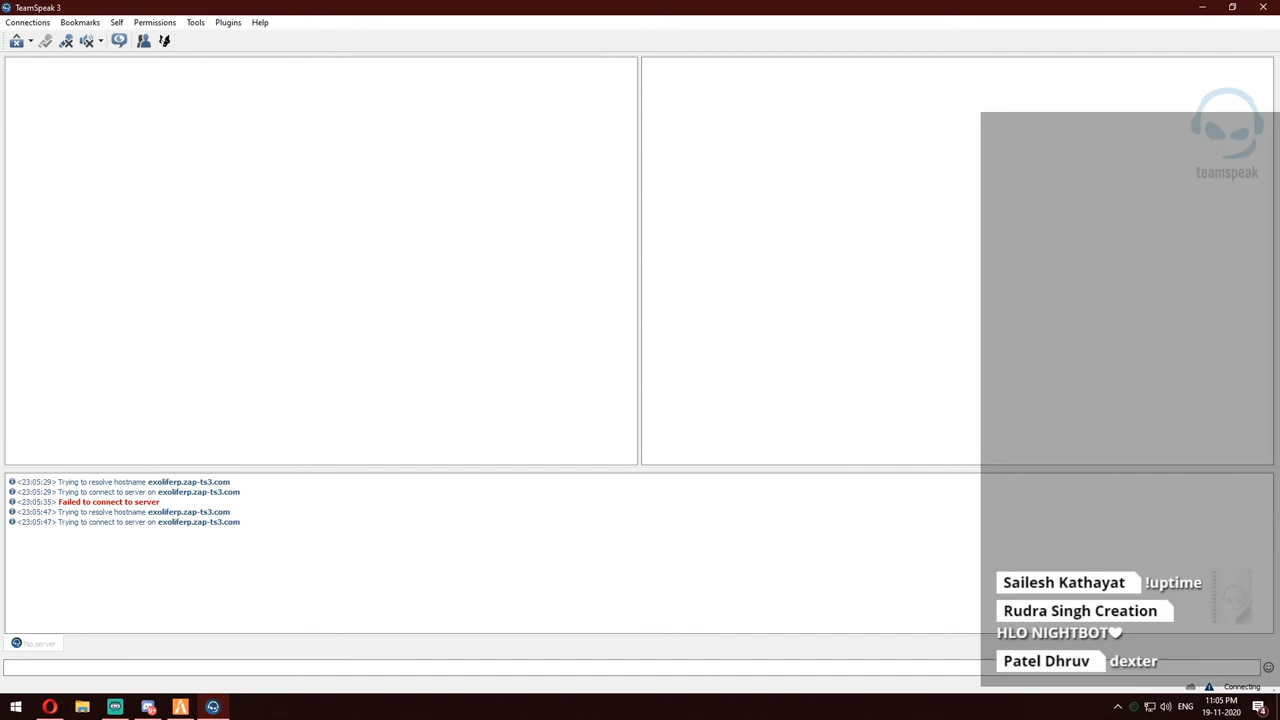 TeamSpeak 3
Connections Bookmarks Self Permissions Tools Plugins Help
teamspeak
<23:05:29> Trying to resolve hostname exoliferp.zap-ts3.com
<23:05:29> Trying to connect to server on exoliferp.zap-ts3.com
<23:05:35> Failed to connect to server
<23:05:47> Trying to resolve hostname exoliferp.zap-ts3.com
<23:05:47> Trying to connect to server on exoliferp.zap-ts3.com
Sailesh Kathayat !uptime
Rudra Singh Creation
HLO NIGHTBOT🤍
Patel Dhruv dexter
No server
Connecting
ENG
11:05 PM
19-11-2020
4